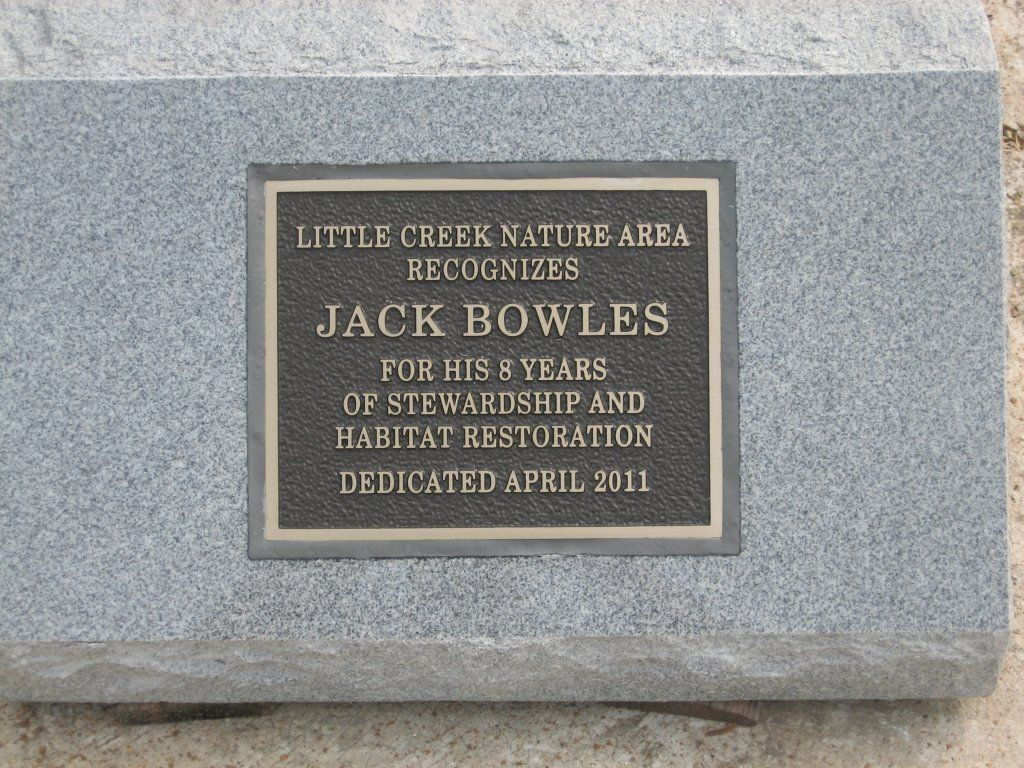 LITTLE CREEK NATURE AREA
RECOGNIZES
JACK BOWLES
FOR HIS 8 YEARS
OF STEWARDSHIP AND
HABITAT RESTORATION
DEDICATED APRIL 2011